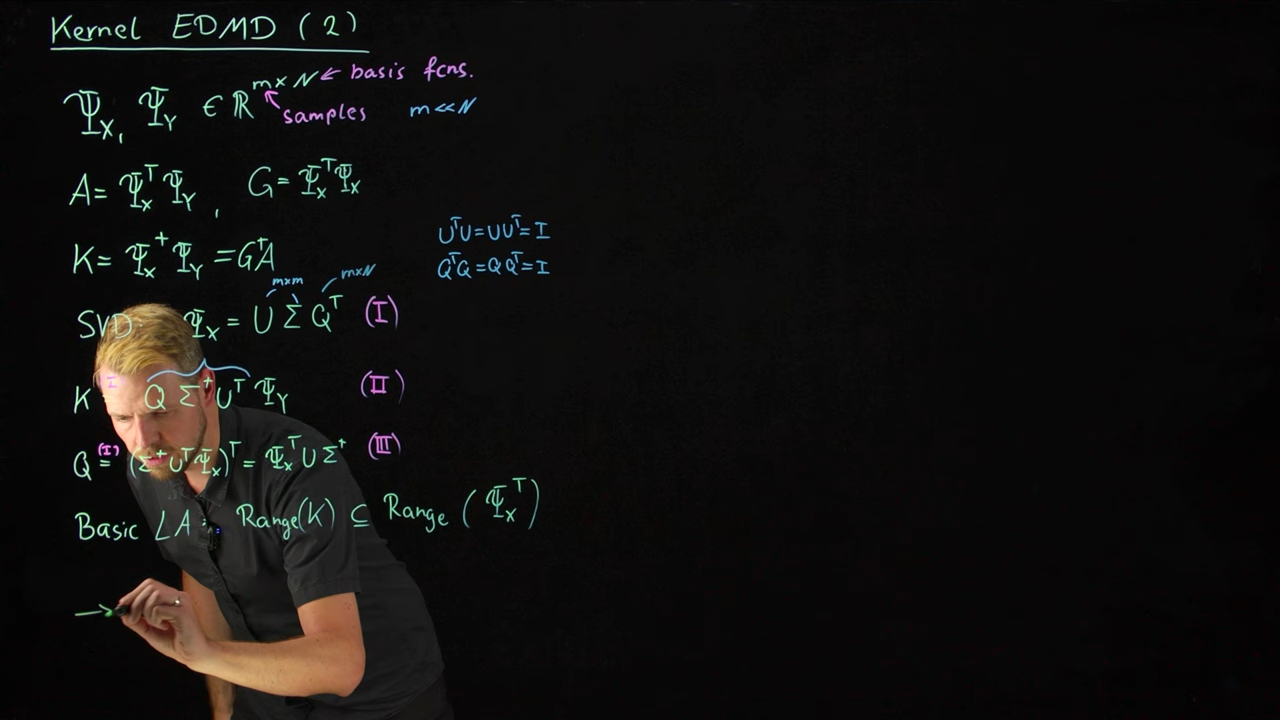 Kernel EDMD (2)
Ψ_X, Ψ_Y ∈ ℝ^{m×N} ← basis fcns.
samples m << N
A = Ψ_X^T Ψ_Y, G = Ψ_X^T Ψ_X
U^T U = U U^T = I
K = Ψ_X^+ Ψ_Y = G^+ A
Q^T Q = Q Q^T = I
m×m m×N
SVD: Ψ_X = U Σ Q^T (I)
K Q Σ^+ U^T Ψ_Y (II)
Q =^{(I)} (Σ^+ U^T Ψ_X)^T = Ψ_X^T U Σ^+ (III)
Basic LA: Range(K) ⊆ Range (Ψ_X^T)
→